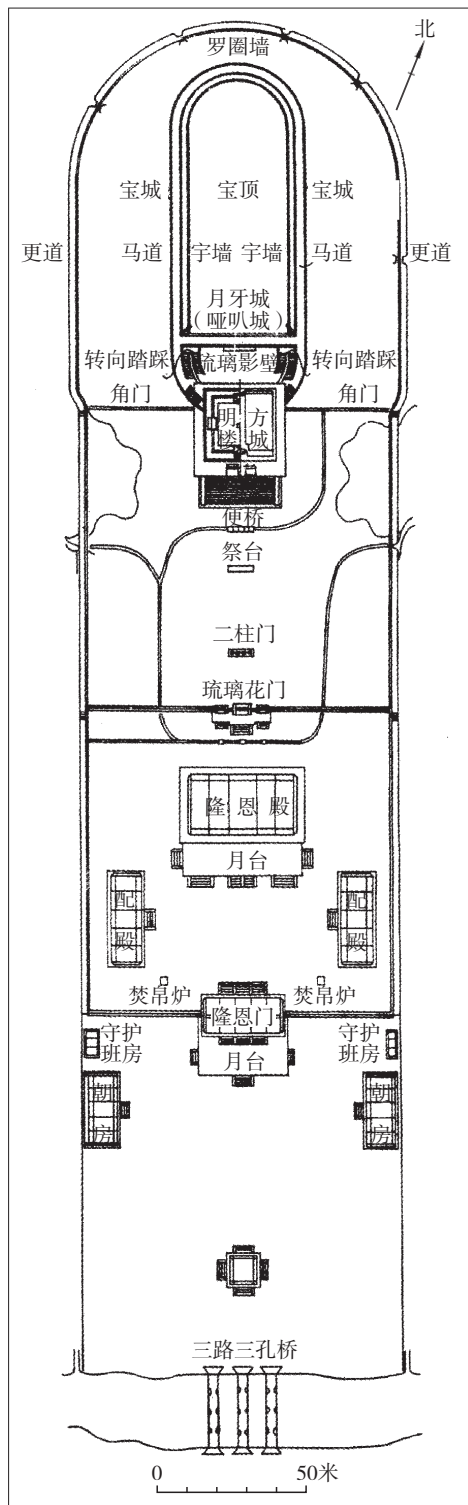 北
罗圈墙
宝城 宝顶 宝城
更道 马道 宇墙 宇墙 马道 更道
月牙城
（哑叭城）
转向踏踩 琉璃影壁 转向踏踩
角门 明楼 方城 角门
便桥
祭台
二柱门
琉璃花门
隆恩殿
月台
配殿 配殿
焚帛炉 隆恩门 焚帛炉
守护班房 月台 守护班房
朝房 朝房
三路三孔桥
0 50米